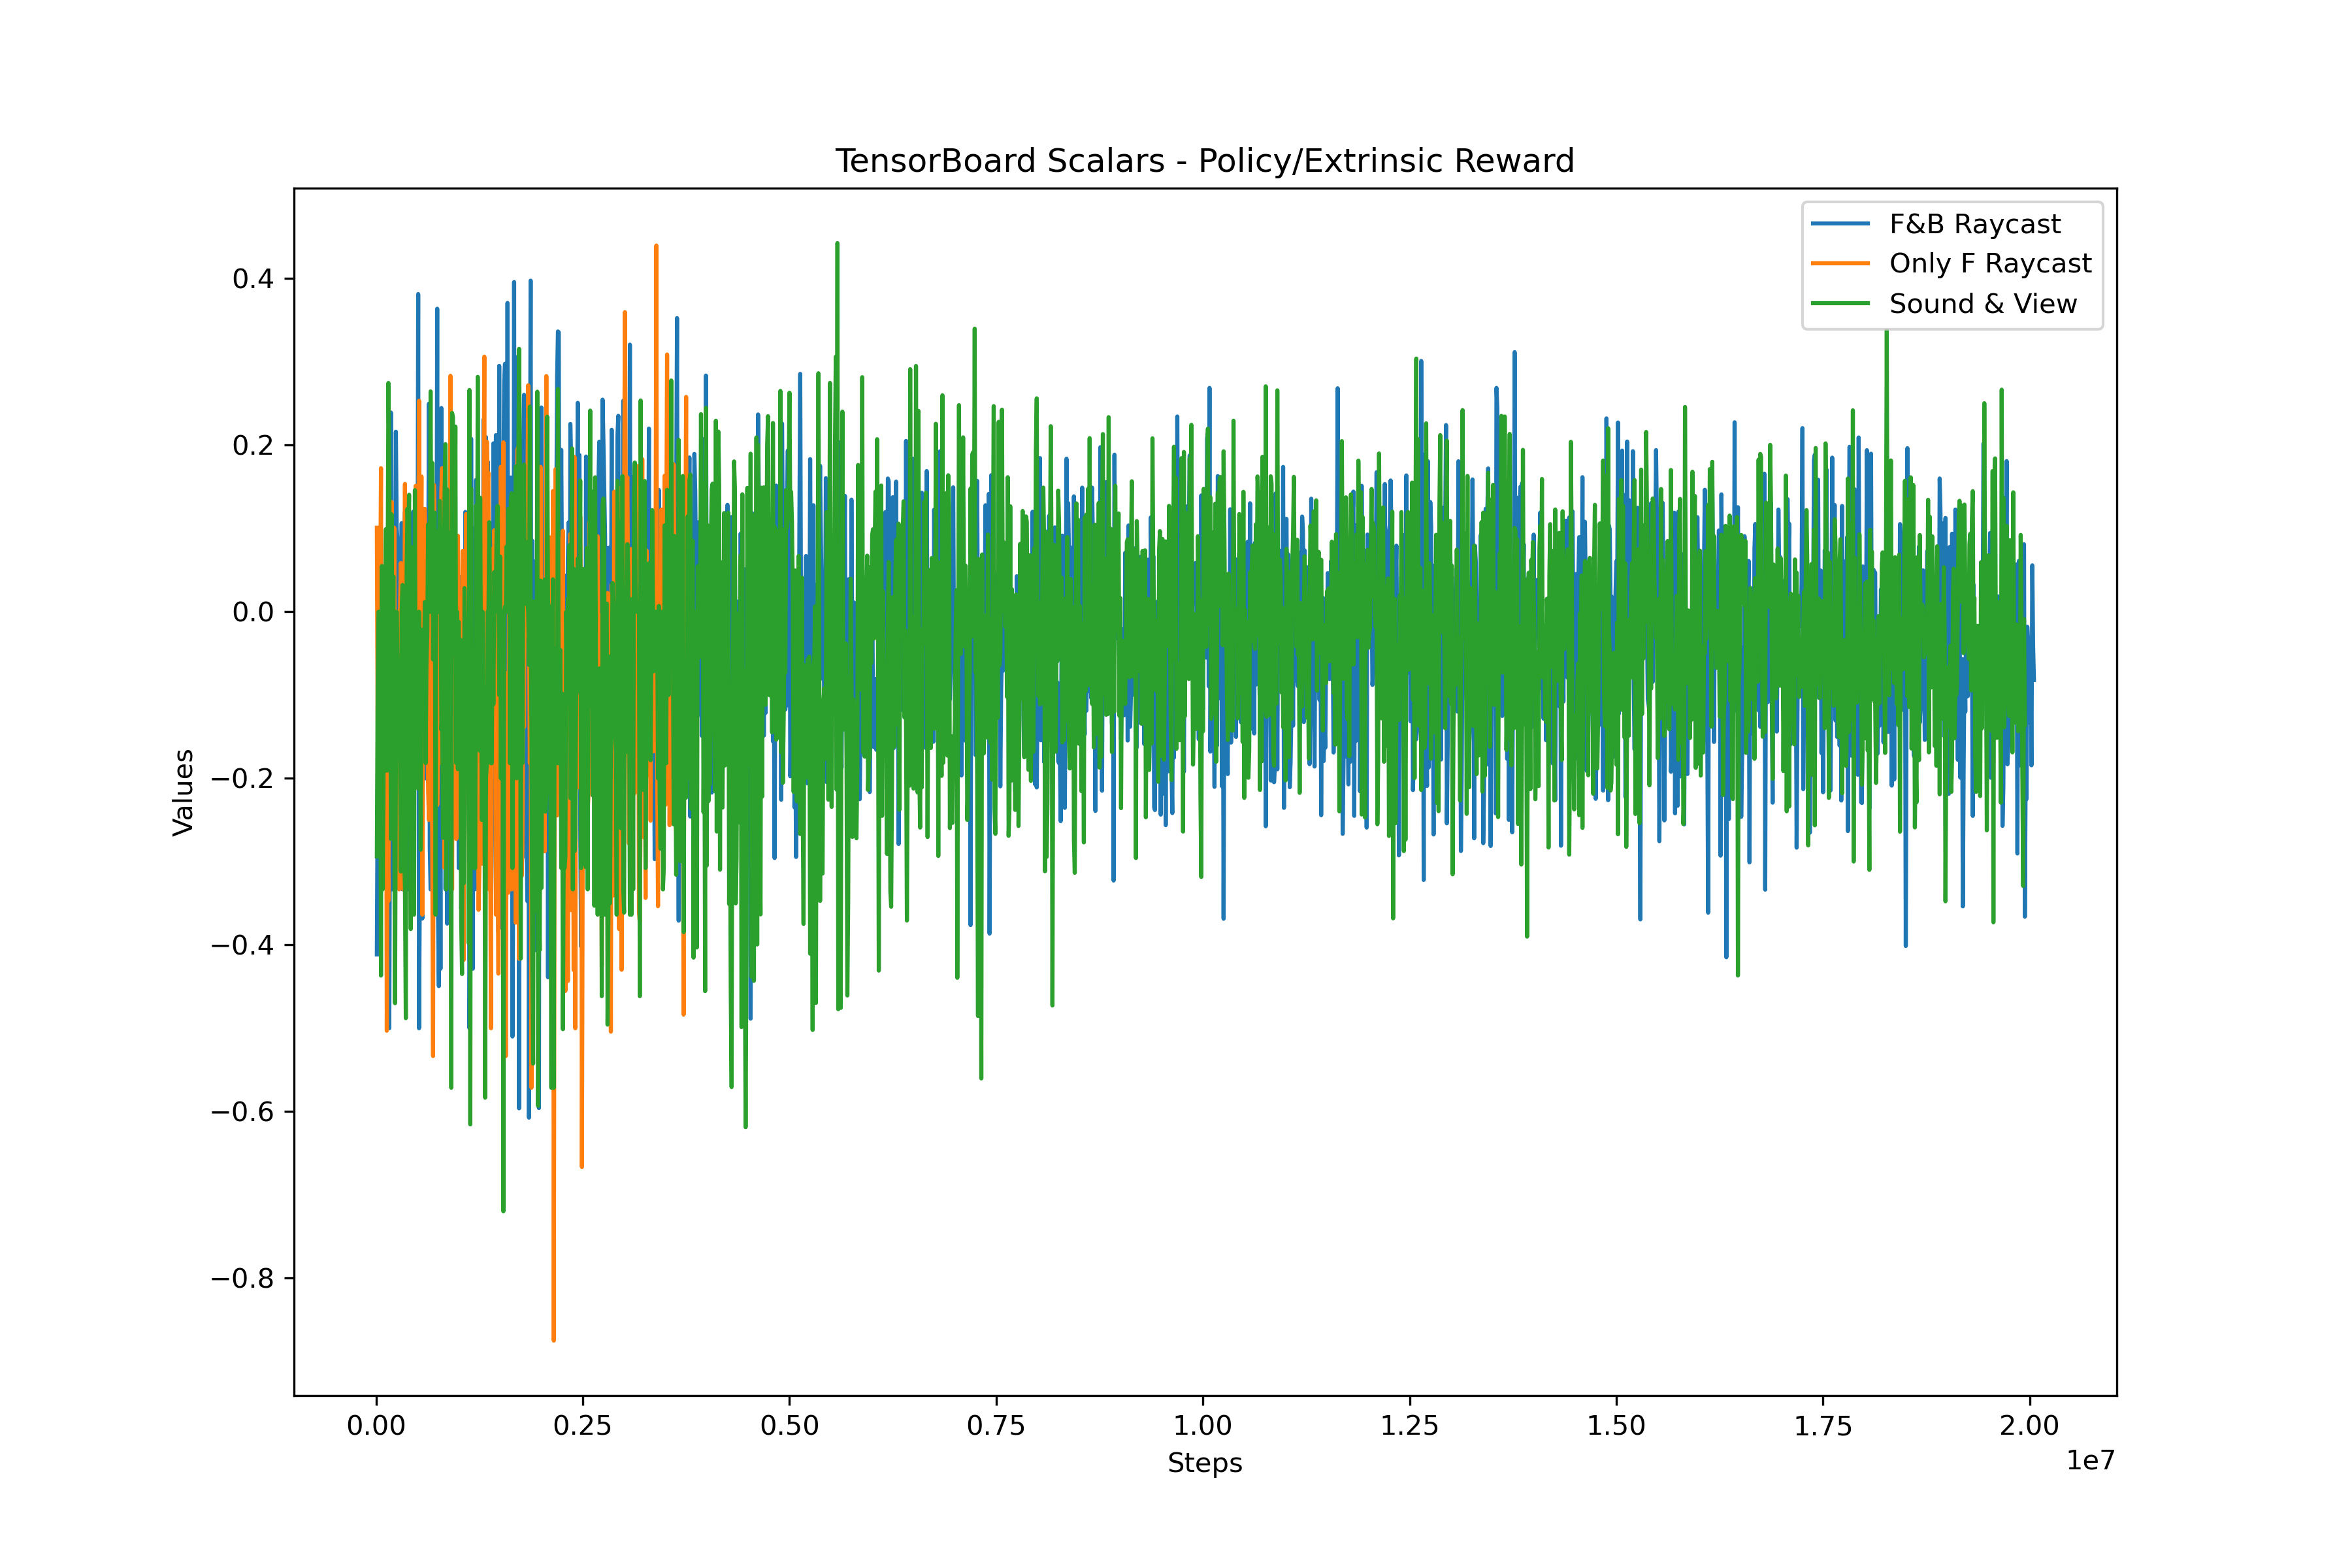 TensorBoard Scalars - Policy/Extrinsic Reward
F&B Raycast
Only F Raycast
Sound & View
0.4
0.2
0.0
−0.2
−0.4
−0.6
−0.8
Values
0.00 0.25 0.50 0.75 1.00 1.25 1.50 1.75 2.00
Steps
1e7